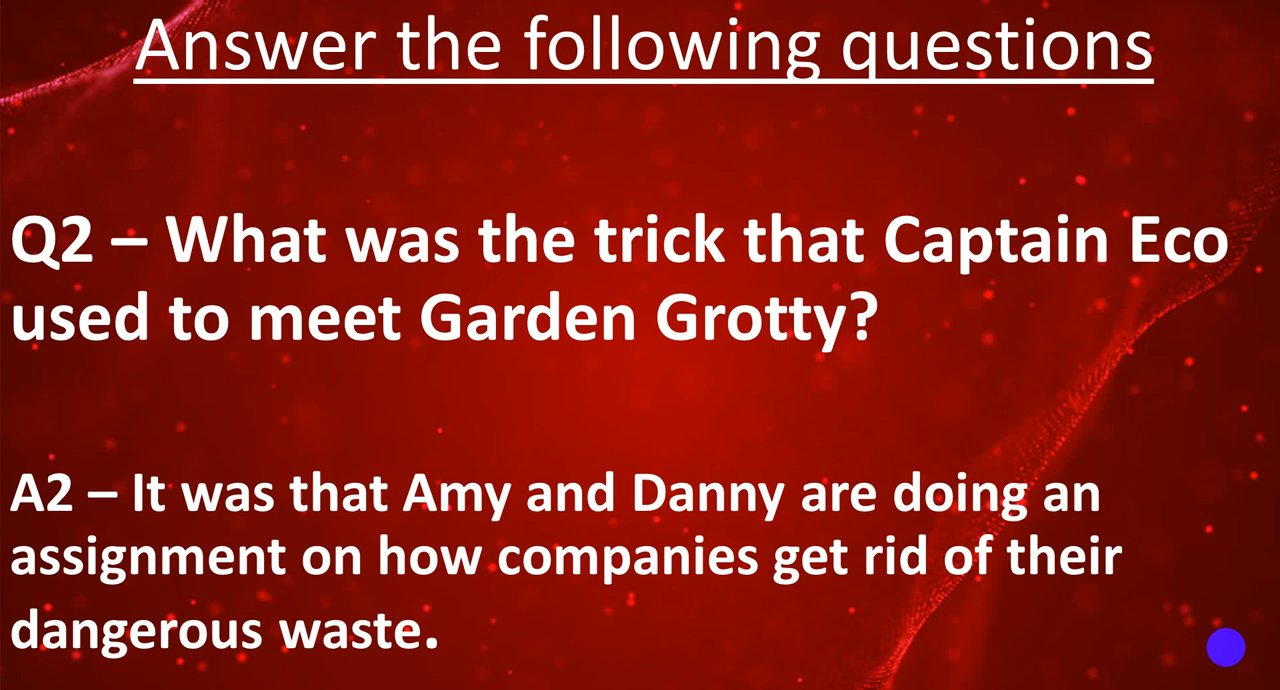 Answer the following questions
Q2 – What was the trick that Captain Eco
used to meet Garden Grotty?
A2 – It was that Amy and Danny are doing an
assignment on how companies get rid of their
dangerous waste.